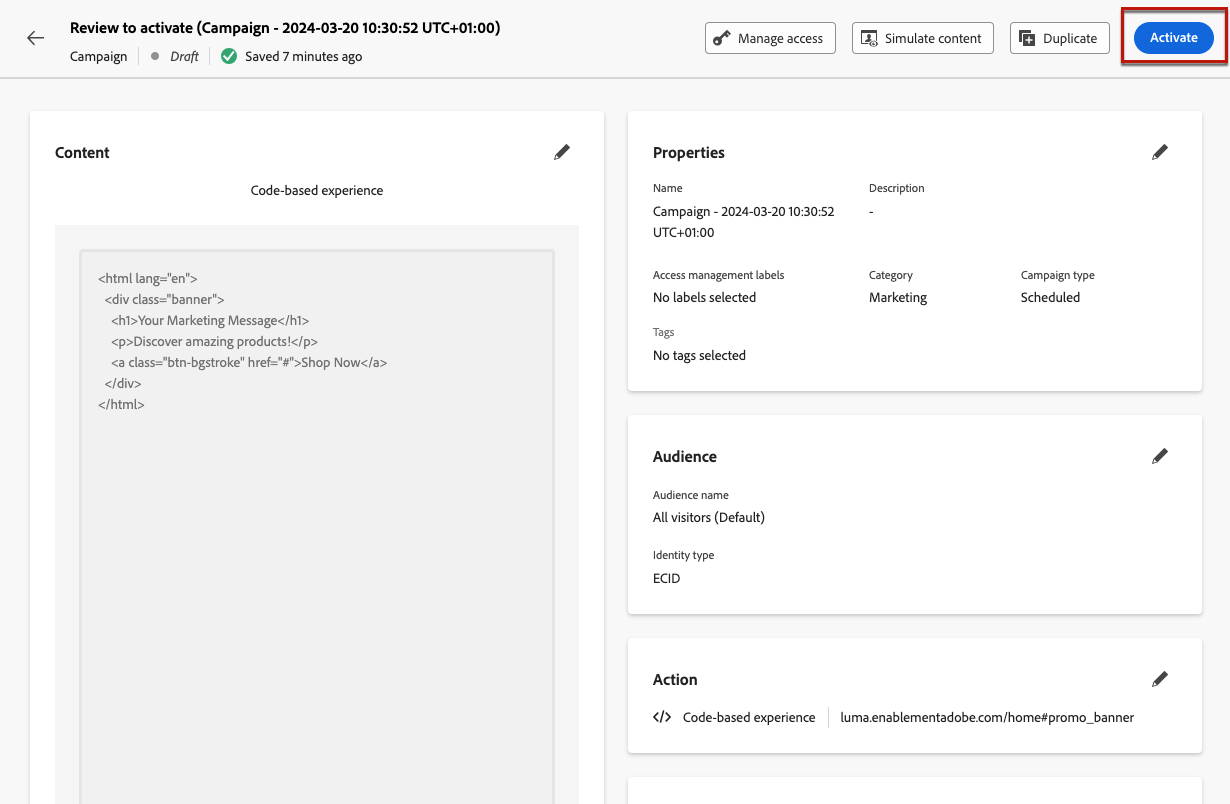 Review to activate (Campaign - 2024-03-20 10:30:52 UTC+01:00)
Campaign
Draft
Saved 7 minutes ago
Manage access
Simulate content
Duplicate
Activate
Content
Code-based experience
<html lang="en">
<div class="banner">
<h1>Your Marketing Message</h1>
<p>Discover amazing products!</p>
<a class="btn-bgstroke" href="#">Shop Now</a>
</div>
</html>
Properties
Name
Description
Campaign - 2024-03-20 10:30:52
UTC+01:00
-
Access management labels
Category
Campaign type
No labels selected
Marketing
Scheduled
Tags
No tags selected
Audience
Audience name
All visitors (Default)
Identity type
ECID
Action
</> Code-based experience
luma.enablementadobe.com/home#promo_banner